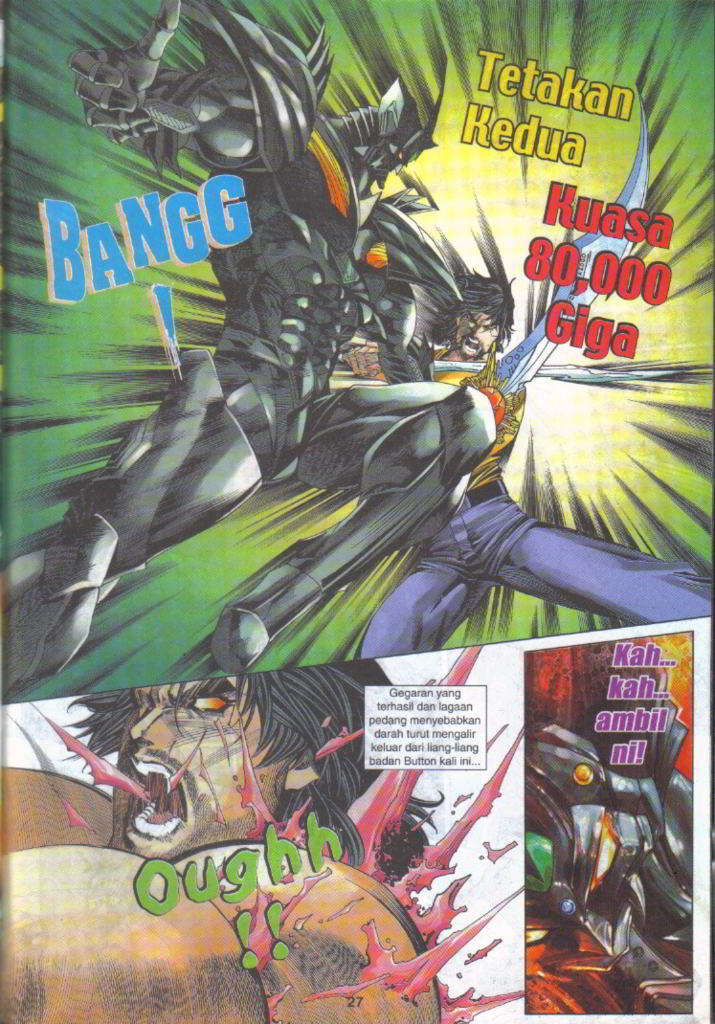 Tetakan
Kedua
Kuasa
80,000
Giga
BANGG
!
Gegaran yang
terhasil dan lagaan
pedang menyebabkan
darah turut mengalir
keluar dari liang-liang
badan Button kali ini...
Kah...
kah...
ambil
ni!
Oughh
!!
27